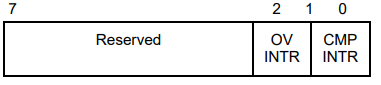 7 2 1 0
Reserved OV CMP
INTR INTR